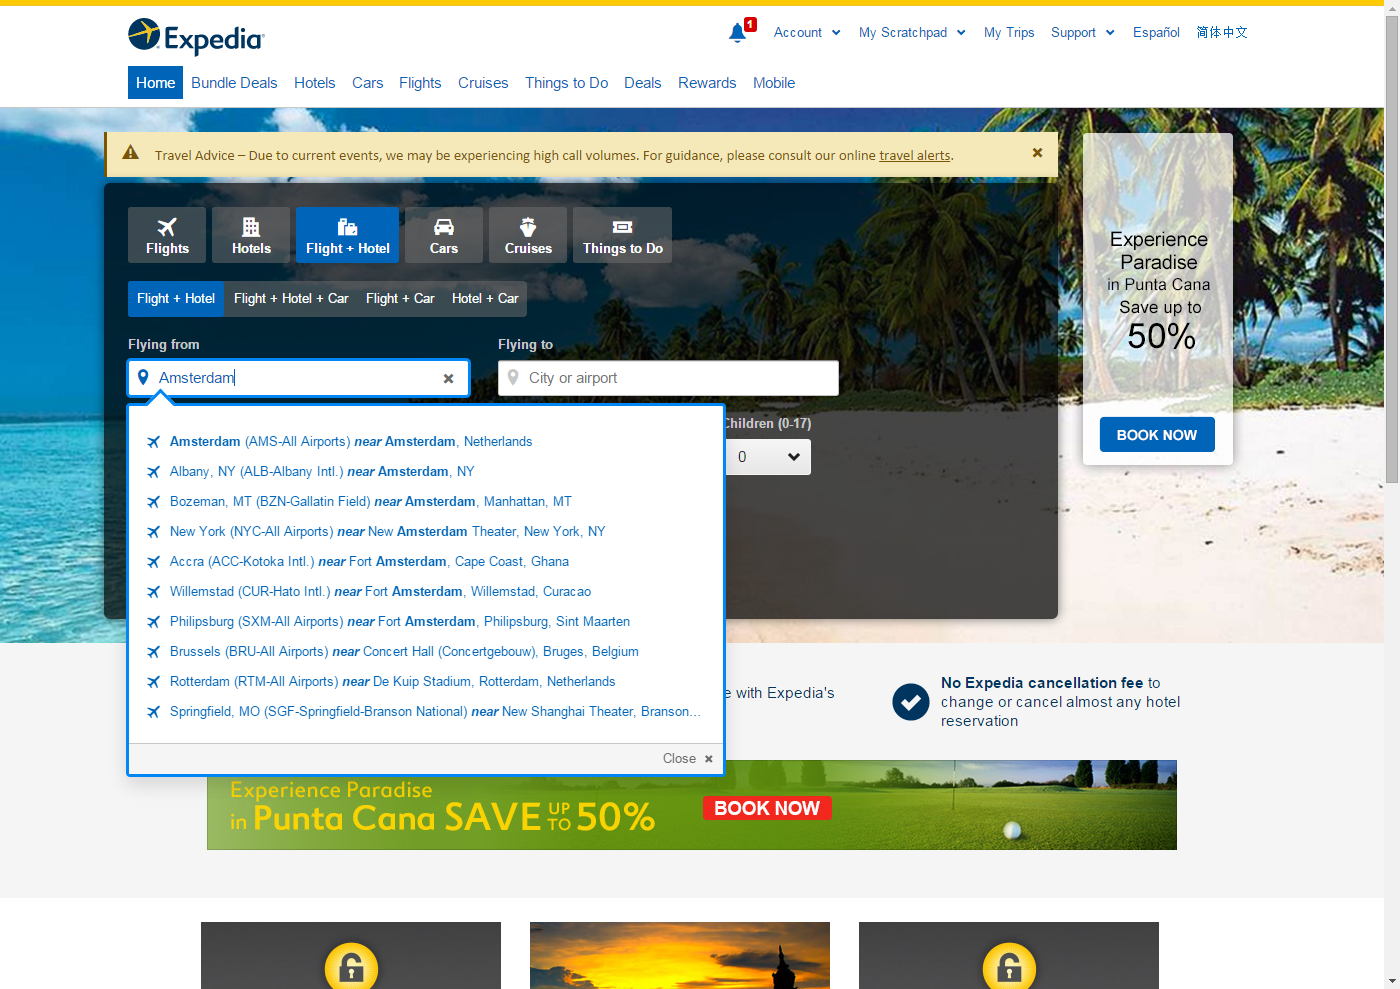 Expedia
1
Account
My Scratchpad
My Trips
Support
Español
简体中文
Home
Bundle Deals
Hotels
Cars
Flights
Cruises
Things to Do
Deals
Rewards
Mobile
Travel Advice – Due to current events, we may be experiencing high call volumes. For guidance, please consult our online travel alerts.
Flights
Hotels
Flight + Hotel
Cars
Cruises
Things to Do
Flight + Hotel
Flight + Hotel + Car
Flight + Car
Hotel + Car
Flying from
Flying to
Amsterdam
City or airport
Children (0-17)
0
Amsterdam (AMS-All Airports) near Amsterdam, Netherlands
Albany, NY (ALB-Albany Intl.) near Amsterdam, NY
Bozeman, MT (BZN-Gallatin Field) near Amsterdam, Manhattan, MT
New York (NYC-All Airports) near New Amsterdam Theater, New York, NY
Accra (ACC-Kotoka Intl.) near Fort Amsterdam, Cape Coast, Ghana
Willemstad (CUR-Hato Intl.) near Fort Amsterdam, Willemstad, Curacao
Philipsburg (SXM-All Airports) near Fort Amsterdam, Philipsburg, Sint Maarten
Brussels (BRU-All Airports) near Concert Hall (Concertgebouw), Bruges, Belgium
Rotterdam (RTM-All Airports) near De Kuip Stadium, Rotterdam, Netherlands
Springfield, MO (SGF-Springfield-Branson National) near New Shanghai Theater, Branson...
Close
Experience
Paradise
in Punta Cana
Save up to
50%
BOOK NOW
with Expedia's
No Expedia cancellation fee to
change or cancel almost any hotel
reservation
Experience Paradise
in Punta Cana SAVE UP TO 50%
BOOK NOW